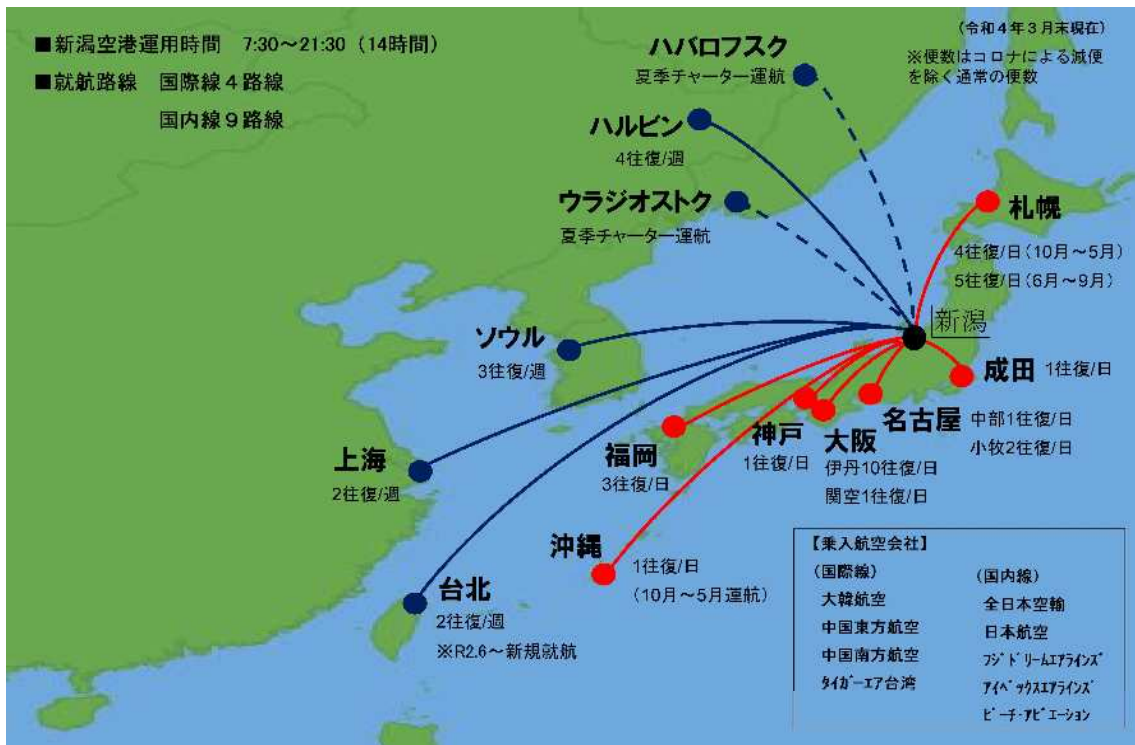 ■新潟空港運用時間　7:30～21:30（14時間）
■就航路線　国際線４路線
国内線９路線
（令和４年３月末現在）
※便数はコロナによる減便
を除く通常の便数
ハバロフスク
夏季チャーター運航
ハルビン
4往復/週
ウラジオストク
夏季チャーター運航
札幌
4往復/日（10月～5月）
5往復/日（6月～9月）
新潟
ソウル
3往復/週
成田　1往復/日
名古屋　中部1往復/日
小牧2往復/日
神戸
1往復/日
大阪
伊丹10往復/日
関空1往復/日
福岡
3往復/日
上海
2往復/週
沖縄　1往復/日
（10月～5月運航）
台北
2往復/週
※R2.6～新規就航
【乗入航空会社】
（国際線）
大韓航空
中国東方航空
中国南方航空
ﾀｲｶﾞｰｴｱ台湾
（国内線）
全日本空輸
日本航空
ﾌｼﾞﾄﾞﾘｰﾑｴｱﾗｲﾝｽﾞ
ｱｲﾍﾞｯｸｽｴｱﾗｲﾝｽﾞ
ﾋﾟｰﾁ･ｱﾋﾞｴｰｼｮﾝ